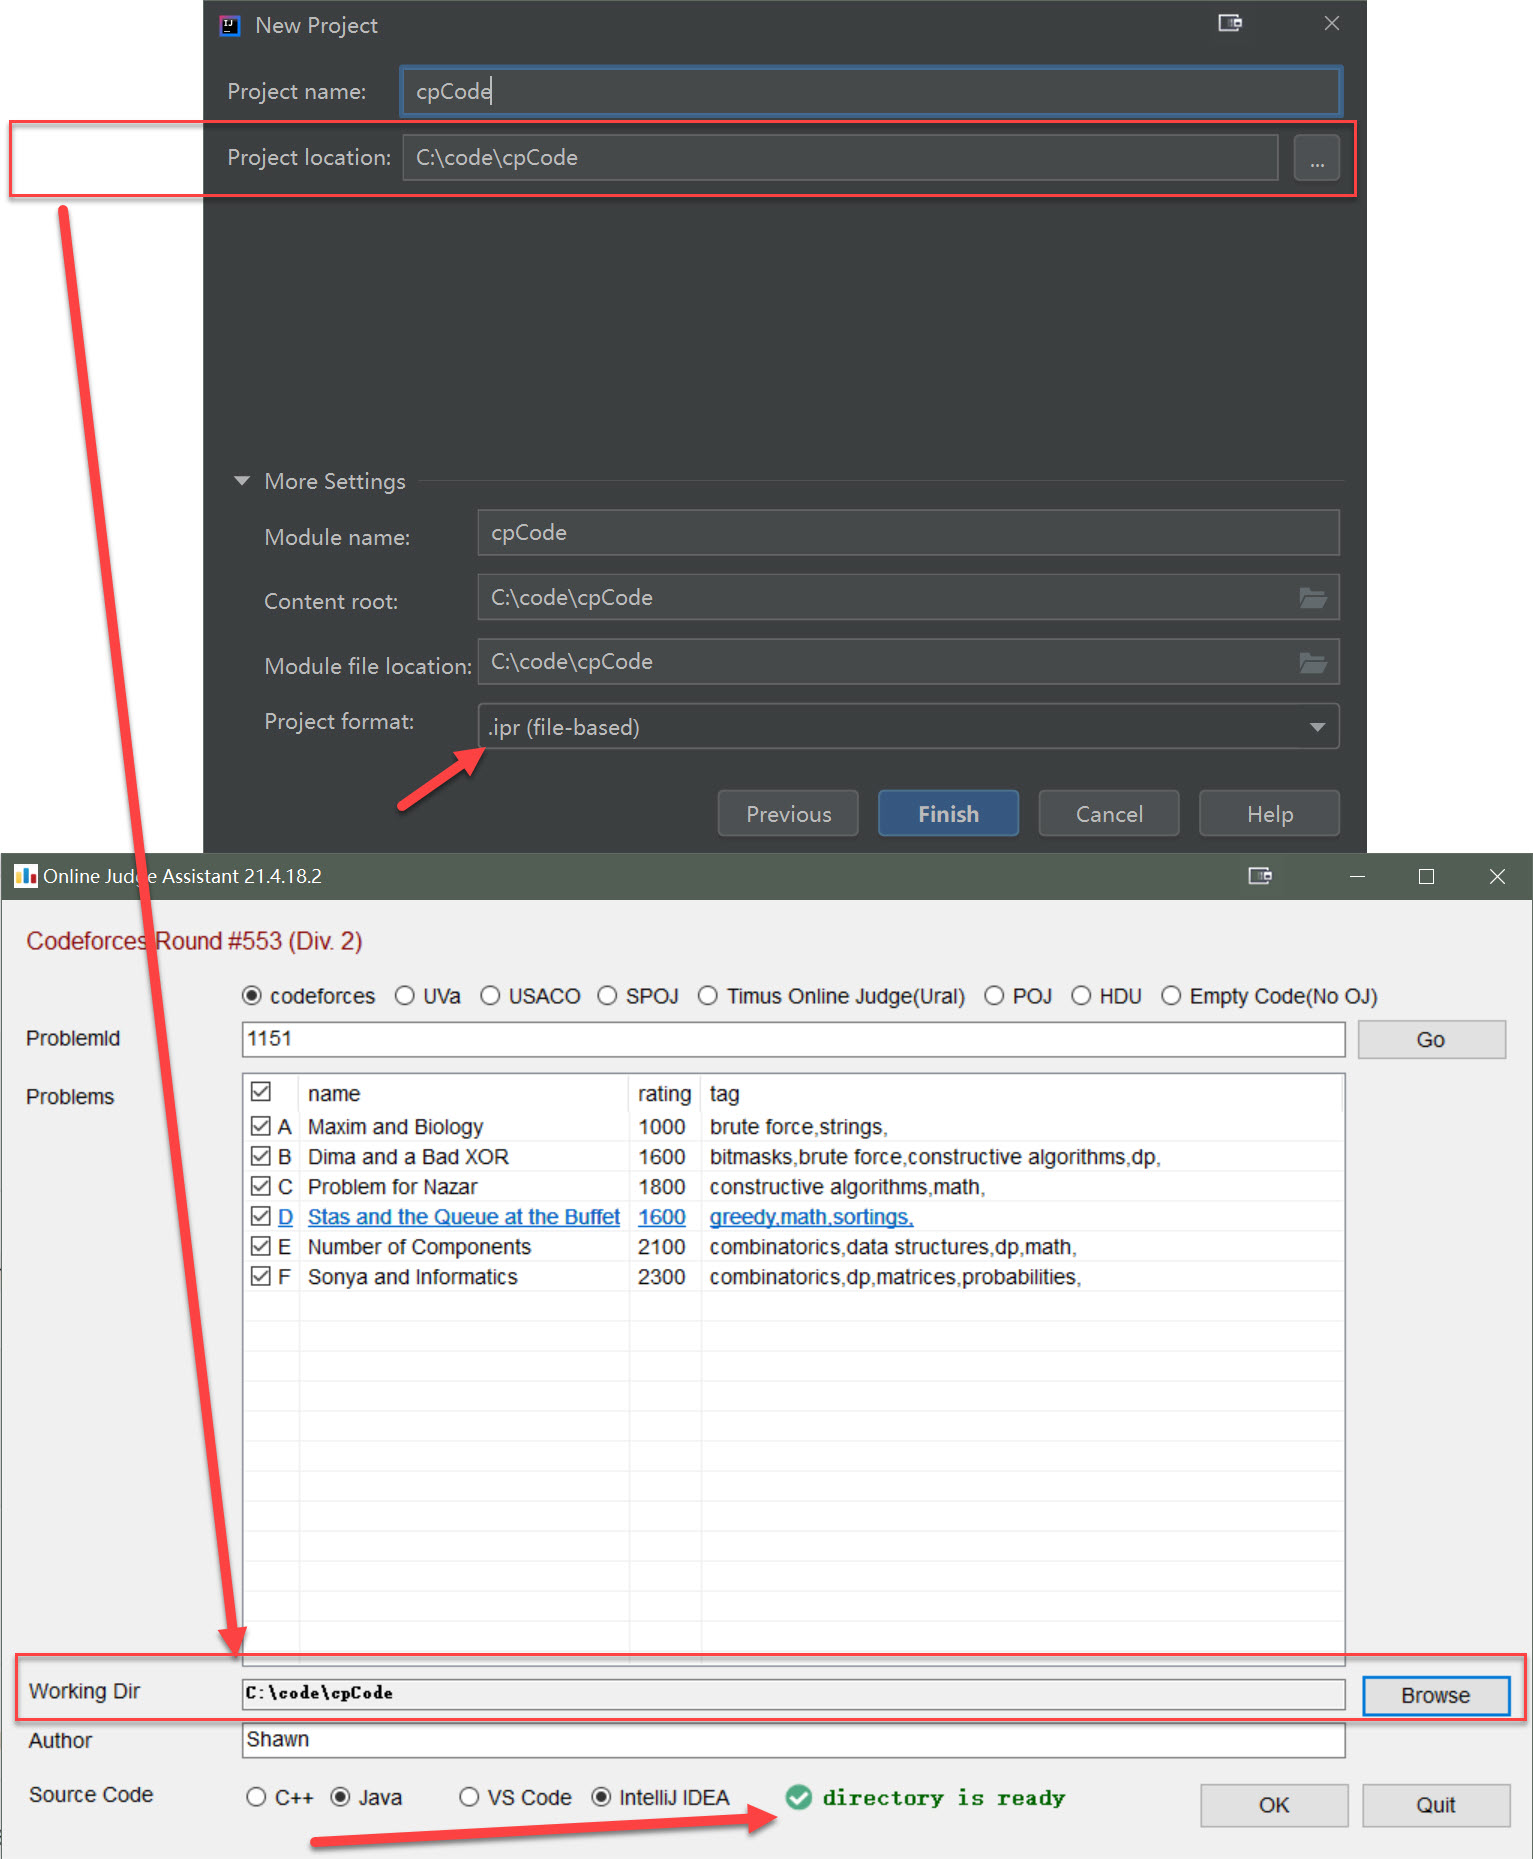 New Project
Project name: cpCode
Project location: C:\code\cpCode ...
More Settings
Module name: cpCode
Content root: C:\code\cpCode
Module file location: C:\code\cpCode
Project format: .ipr (file-based)
Previous Finish Cancel Help
Online Judge Assistant 21.4.18.2
Codeforces Round #553 (Div. 2)
codeforces UVa USACO SPOJ Timus Online Judge(Ural) POJ HDU Empty Code(No OJ)
ProblemId 1151 Go
Problems name rating tag
A Maxim and Biology 1000 brute force,strings,
B Dima and a Bad XOR 1600 bitmasks,brute force,constructive algorithms,dp,
C Problem for Nazar 1800 constructive algorithms,math,
D Stas and the Queue at the Buffet 1600 greedy,math,sortings,
E Number of Components 2100 combinatorics,data structures,dp,math,
F Sonya and Informatics 2300 combinatorics,dp,matrices,probabilities,
Working Dir C:\code\cpCode Browse
Author Shawn
Source Code C++ Java VS Code IntelliJ IDEA directory is ready OK Quit